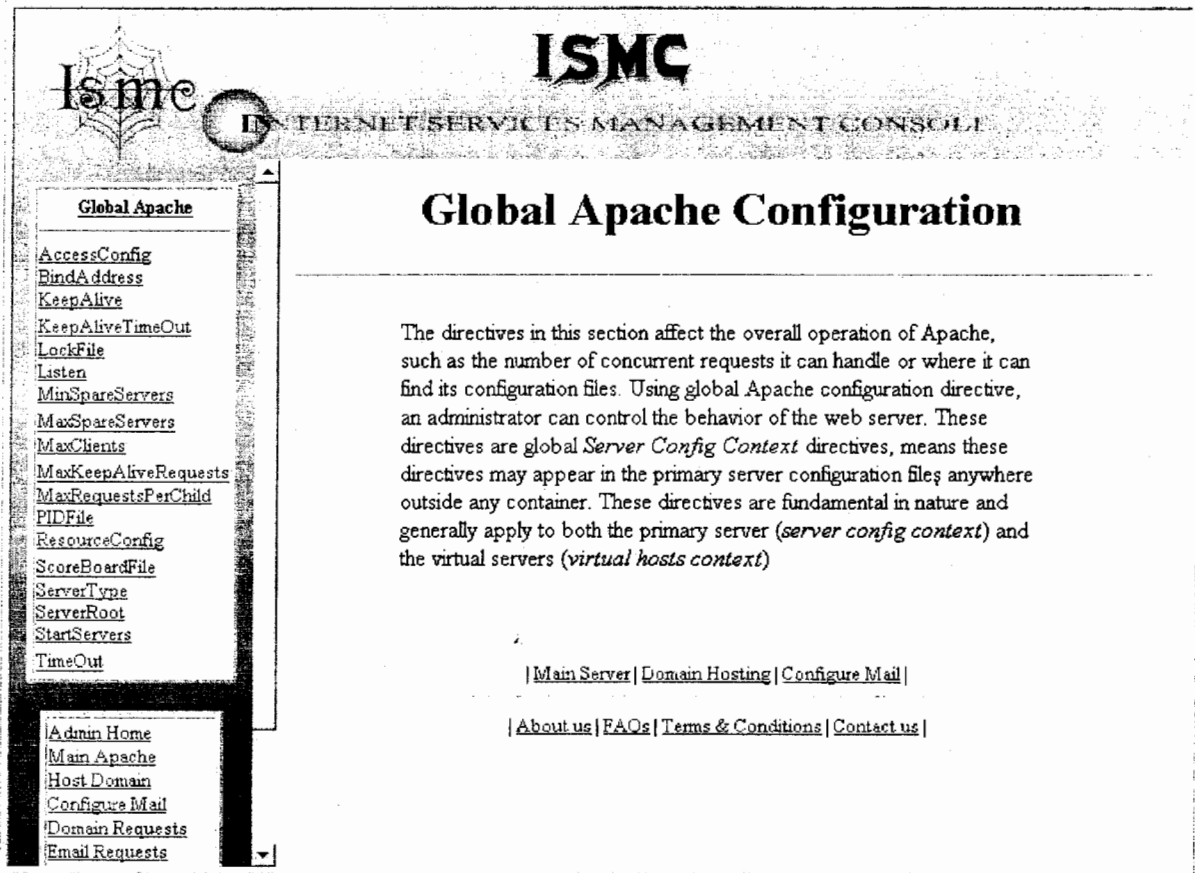 Ismc
ISMC
INTERNET SERVICES MANAGEMENT CONSOLE
Global Apache
AccessConfig
BindAddress
KeepAlive
KeepAliveTimeOut
LockFile
Listen
MinSpareServers
MaxSpareServers
MaxClients
MaxKeepAliveRequests
MaxRequestsPerChild
PIDFile
ResourceConfig
ScoreBoardFile
ServerType
ServerRoot
StartServers
TimeOut
Admin Home
Main Apache
Host Domain
Configure Mail
Domain Requests
Email Requests
Global Apache Configuration
The directives in this section affect the overall operation of Apache,
such as the number of concurrent requests it can handle or where it can
find its configuration files. Using global Apache configuration directive,
an administrator can control the behavior of the web server. These
directives are global Server Config Context directives, means these
directives may appear in the primary server configuration files anywhere
outside any container. These directives are fundamental in nature and
generally apply to both the primary server (server config context) and
the virtual servers (virtual hosts context)
|Main Server|Domain Hosting|Configure Mail|
|About us|FAQs|Terms & Conditions|Contact us|